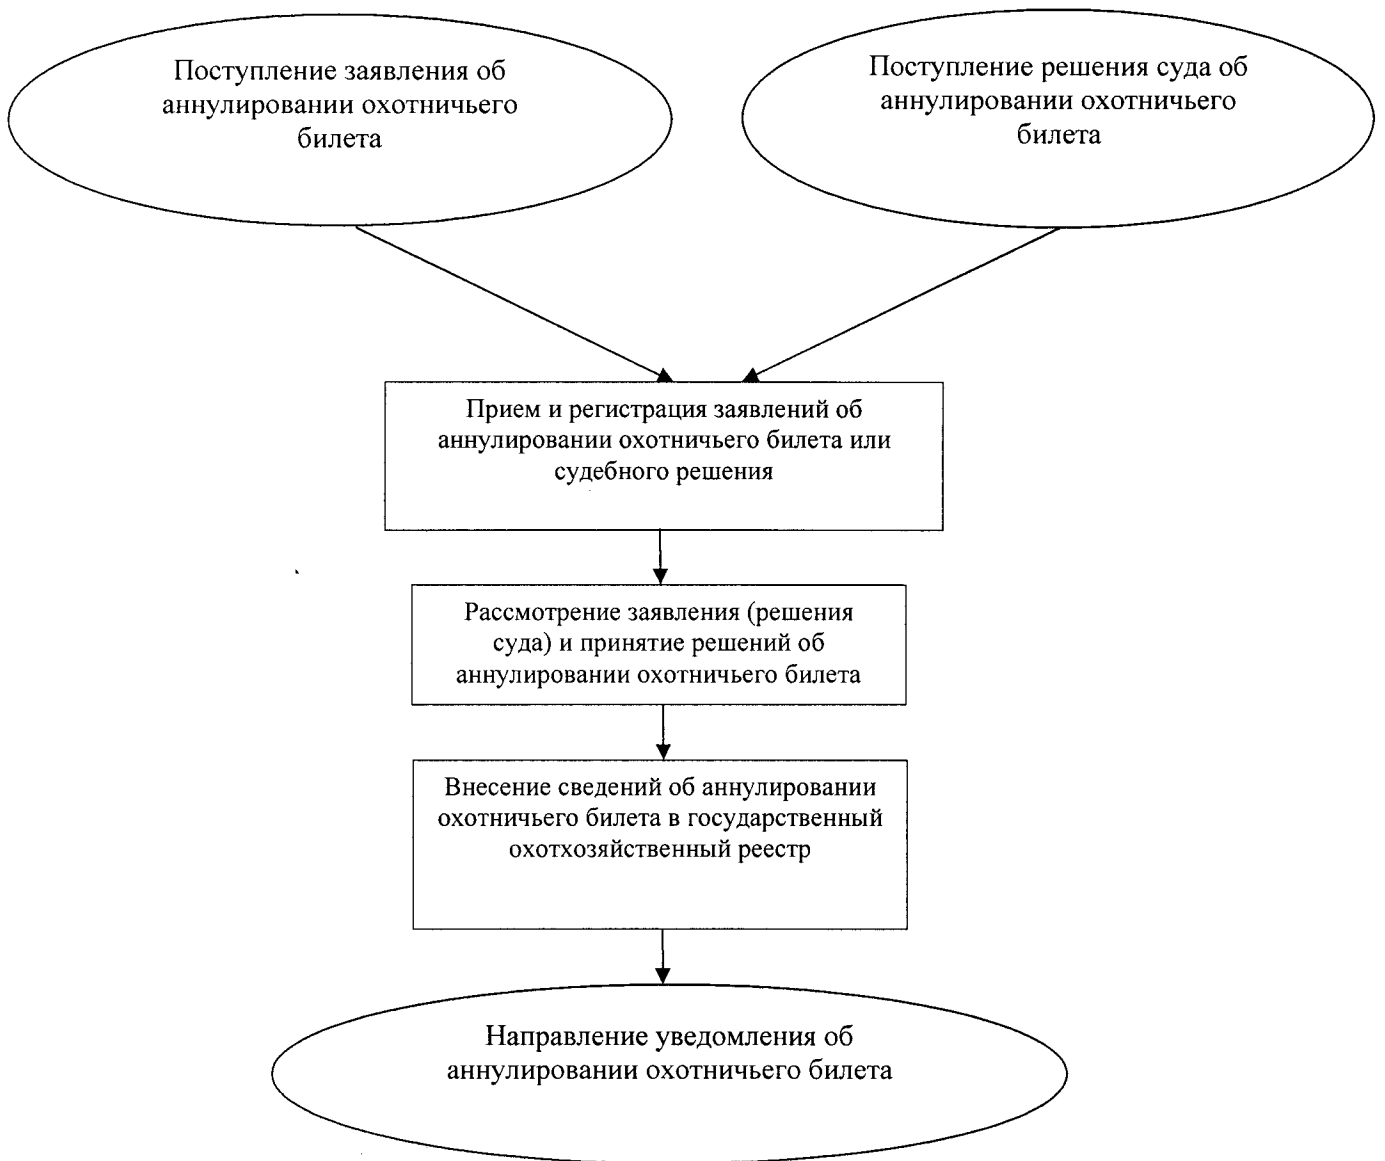 Поступление заявления об
аннулировании охотничьего
билета
Поступление решения суда об
аннулировании охотничьего
билета
Прием и регистрация заявлений об
аннулировании охотничьего билета или
судебного решения
Рассмотрение заявления (решения
суда) и принятие решений об
аннулировании охотничьего билета
Внесение сведений об аннулировании
охотничьего билета в государственный
охотхозяйственный реестр
Направление уведомления об
аннулировании охотничьего билета